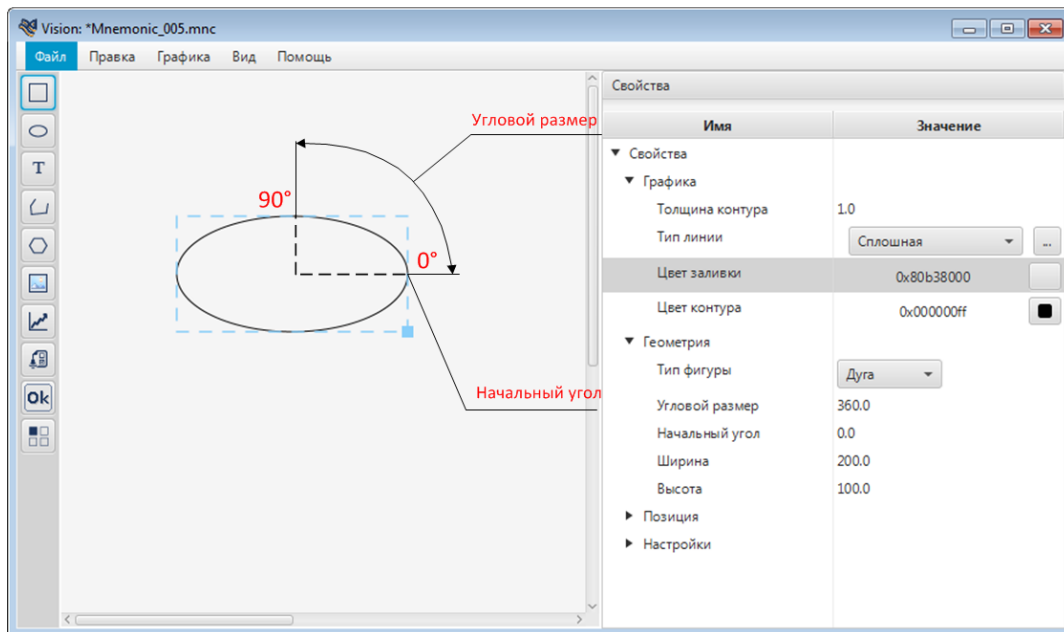 Vision: *Mnemonic_005.mnc
Файл Правка Графика Вид Помощь
Свойства
Имя Значение
Свойства
Графика
Толщина контура 1.0
Тип линии Сплошная ...
Цвет заливки 0x80b38000
Цвет контура 0x000000ff
Геометрия
Тип фигуры Дуга
Угловой размер 360.0
Начальный угол 0.0
Ширина 200.0
Высота 100.0
Позиция
Настройки
T
Ok
Угловой размер
90°
0°
Начальный угол